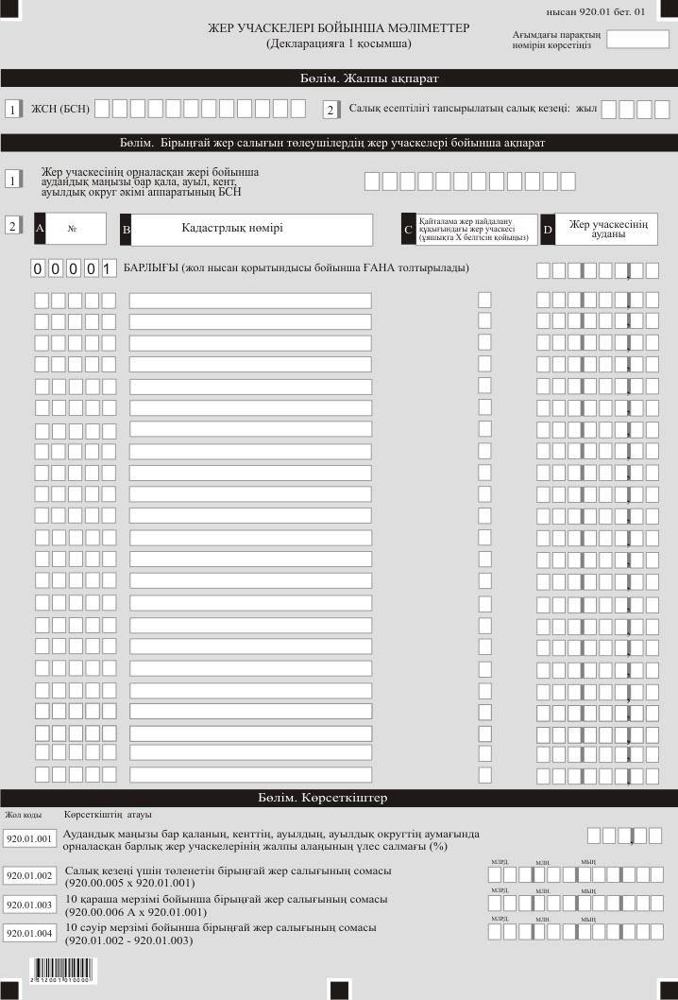 нысан 920.01 бет. 01
ЖЕР УЧАСКЕЛЕРІ БОЙЫНША МӘЛІМЕТТЕР
(Декларацияға 1 қосымша)
Ағымдағы парақтың
нөмірін көрсетіңіз
Бөлім. Жалпы ақпарат
1 ЖСН (БСН)
2 Салық есептілігі тапсырылатың салық кезеңі: жыл
Бөлім. Бірыңғай жер салығын төлеушілердің жер учаскелері бойынша ақпарат
1 Жер учаскесінің орналасқан жері бойынша
аудандық маңызы бар қала, ауыл, кент,
ауылдық округ әкімі аппаратының БСН
2 A №
B Кадастрлық нөмірі
C Қайталама жер пайдалану
құқығындағы жер учаскесі
(ұяшықта Х белгісін қойыңыз)
D Жер учаскесінің
ауданы
00001 БАРЛЫҒЫ (жол нысан қорытындысы бойынша ҒАНА толтырылады)
Бөлім. Көрсеткіштер
Жол коды Көрсеткіштің атауы
920.01.001 Аудандық маңызы бар қаланың, кенттің, ауылдың, ауылдық округтің аумағында
орналасқан барлық жер учаскелерінің жалпы алаңының үлес салмағы (%)
МЛРД. МЛН. МЫҢ
920.01.002 Салық кезеңі үшін төленетін бірыңғай жер салығының сомасы
(920.00.005 х 920.01.001)
МЛРД. МЛН. МЫҢ
920.01.003 10 қараша мерзімі бойынша бірыңғай жер салығының сомасы
(920.00.006 А х 920.01.001)
МЛРД. МЛН. МЫҢ
920.01.004 10 сәуір мерзімі бойынша бірыңғай жер салығының сомасы
(920.01.002 - 920.01.003)